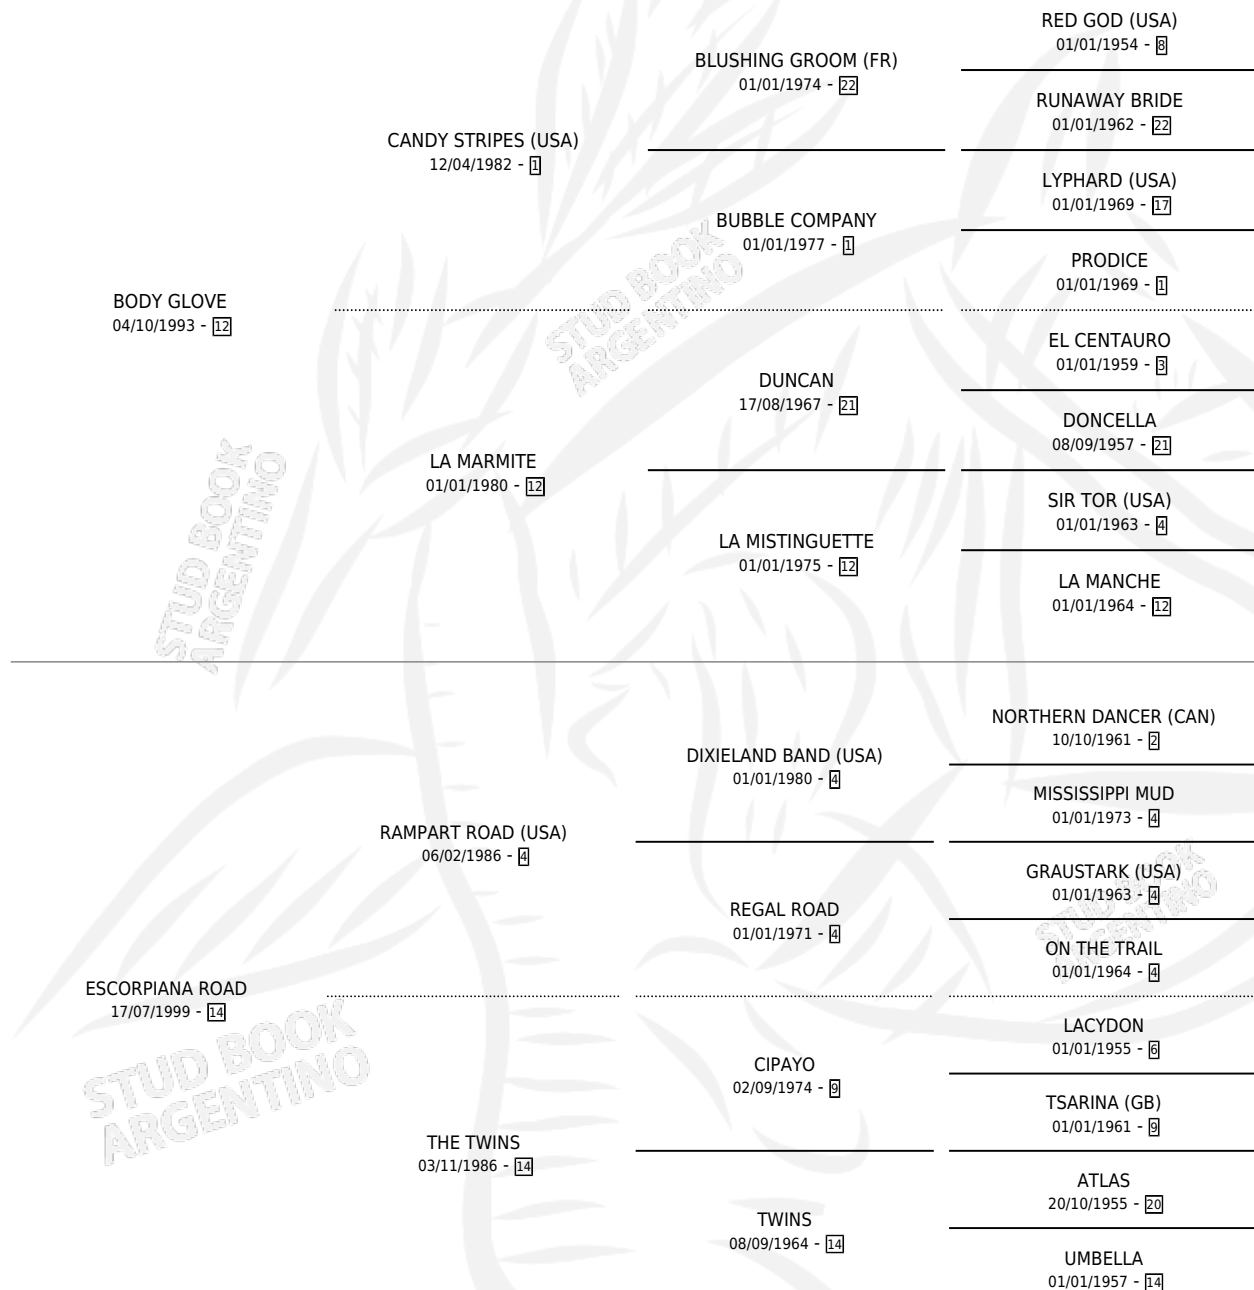 RED GOD (USA)
01/01/1954 - 8
BLUSHING GROOM (FR)
01/01/1974 - 22
RUNAWAY BRIDE
01/01/1962 - 22
CANDY STRIPES (USA)
12/04/1982 - 1
LYPHARD (USA)
01/01/1969 - 17
BUBBLE COMPANY
01/01/1977 - 1
PRODICE
01/01/1969 - 1
BODY GLOVE
04/10/1993 - 12
EL CENTAURO
01/01/1959 - 3
DUNCAN
17/08/1967 - 21
DONCELLA
08/09/1957 - 21
LA MARMITE
01/01/1980 - 12
SIR TOR (USA)
01/01/1963 - 4
LA MISTINGUETTE
01/01/1975 - 12
LA MANCHE
01/01/1964 - 12
NORTHERN DANCER (CAN)
10/10/1961 - 2
DIXIELAND BAND (USA)
01/01/1980 - 4
MISSISSIPPI MUD
01/01/1973 - 4
RAMPART ROAD (USA)
06/02/1986 - 4
GRAUSTARK (USA)
01/01/1963 - 4
REGAL ROAD
01/01/1971 - 4
ON THE TRAIL
01/01/1964 - 4
ESCORPIANA ROAD
17/07/1999 - 14
LACYDON
01/01/1955 - 6
CIPAYO
02/09/1974 - 9
TSARINA (GB)
01/01/1961 - 9
THE TWINS
03/11/1986 - 14
ATLAS
20/10/1955 - 20
TWINS
08/09/1964 - 14
UMBELLA
01/01/1957 - 14
STUD BOOK
ARGENTINO
STUD BOOK
ARGENTINO
STUD BOOK
ARGENTINO
STUD BOOK
ARGENTINO